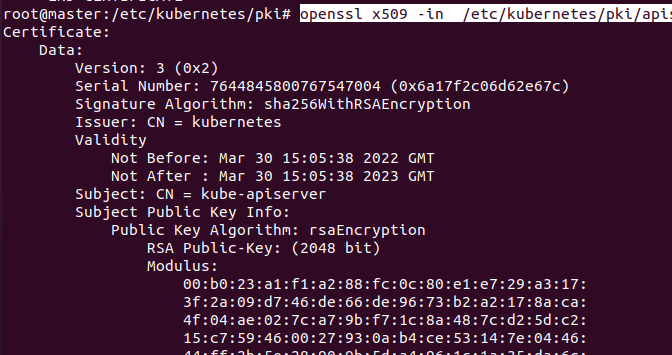 root@master:/etc/kubernetes/pki# openssl x509 -in  /etc/kubernetes/pki/apis
Certificate:
    Data:
        Version: 3 (0x2)
        Serial Number: 7644845800767547004 (0x6a17f2c06d62e67c)
        Signature Algorithm: sha256WithRSAEncryption
        Issuer: CN = kubernetes
        Validity
            Not Before: Mar 30 15:05:38 2022 GMT
            Not After : Mar 30 15:05:38 2023 GMT
        Subject: CN = kube-apiserver
        Subject Public Key Info:
            Public Key Algorithm: rsaEncryption
                RSA Public-Key: (2048 bit)
                Modulus:
                    00:b0:23:a1:f1:a2:88:fc:0c:80:e1:e7:29:a3:17:
                    3f:2a:09:d7:46:de:66:de:96:73:b2:a2:17:8a:ca:
                    4f:04:ae:02:7c:a7:9b:f7:1c:8a:48:7c:d2:5d:c2:
                    15:c7:59:46:00:27:93:0a:b4:ce:53:14:7e:04:46: